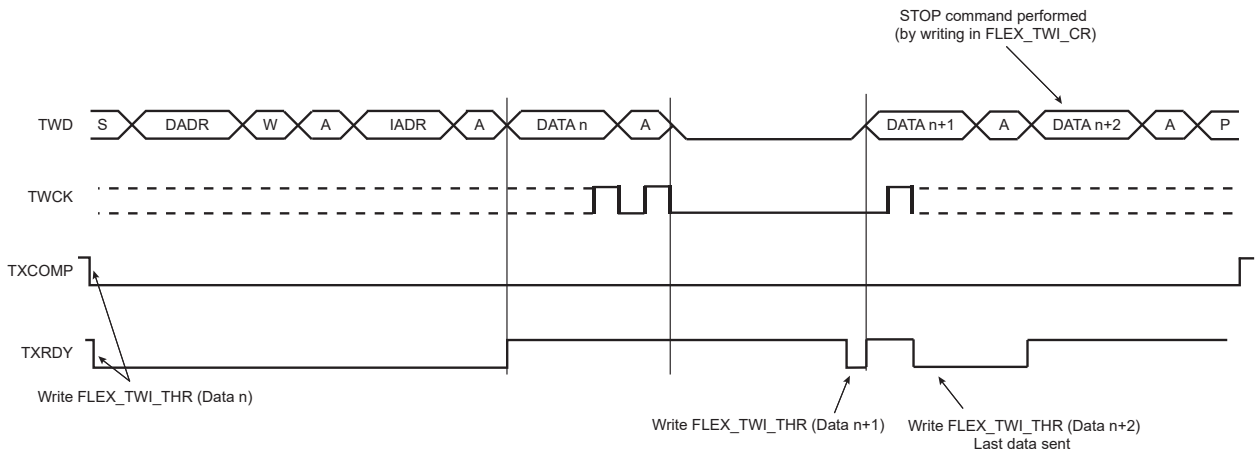 STOP command performed
(by writing in FLEX_TWI_CR)
TWD S DADR W A IADR A DATA n A DATA n+1 A DATA n+2 A P
TWCK
TXCOMP
TXRDY
Write FLEX_TWI_THR (Data n)
Write FLEX_TWI_THR (Data n+1)
Write FLEX_TWI_THR (Data n+2)
Last data sent